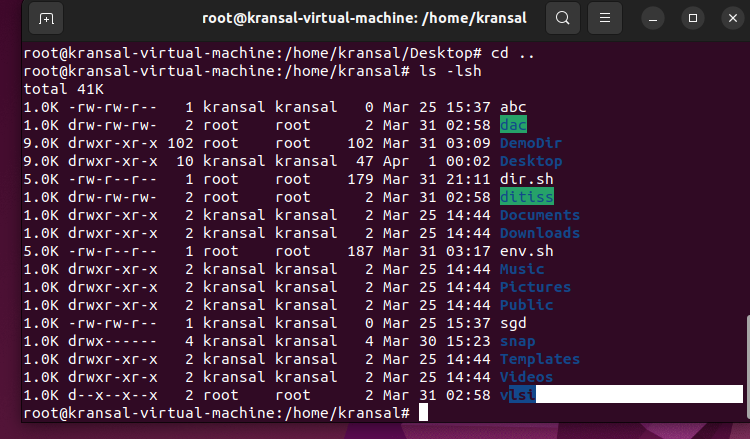 root@kransal-virtual-machine: /home/kransal
root@kransal-virtual-machine:/home/kransal/Desktop# cd ..
root@kransal-virtual-machine:/home/kransal# ls -lsh
total 41K
1.0K -rw-rw-r--   1 kransal kransal   0 Mar 25 15:37 abc
1.0K drw-rw-rw-   2 root    root      2 Mar 31 02:58 dac
9.0K drwxr-xr-x 102 root    root    102 Mar 31 03:09 DemoDir
9.0K drwxr-xr-x  10 kransal kransal  47 Apr  1 00:02 Desktop
5.0K -rw-r--r--   1 root    root    179 Mar 31 21:11 dir.sh
1.0K drw-rw-rw-   2 root    root      2 Mar 31 02:58 ditiss
1.0K drwxr-xr-x   2 kransal kransal   2 Mar 25 14:44 Documents
1.0K drwxr-xr-x   2 kransal kransal   2 Mar 25 14:44 Downloads
5.0K -rw-r--r--   1 root    root    187 Mar 31 03:17 env.sh
1.0K drwxr-xr-x   2 kransal kransal   2 Mar 25 14:44 Music
1.0K drwxr-xr-x   2 kransal kransal   2 Mar 25 14:44 Pictures
1.0K drwxr-xr-x   2 kransal kransal   2 Mar 25 14:44 Public
1.0K -rw-rw-r--   1 kransal kransal   0 Mar 25 15:37 sgd
1.0K drwx------   4 kransal kransal   4 Mar 30 15:23 snap
1.0K drwxr-xr-x   2 kransal kransal   2 Mar 25 14:44 Templates
1.0K drwxr-xr-x   2 kransal kransal   2 Mar 25 14:44 Videos
1.0K d--x--x--x   2 root    root      2 Mar 31 02:58 vlsi
root@kransal-virtual-machine:/home/kransal#